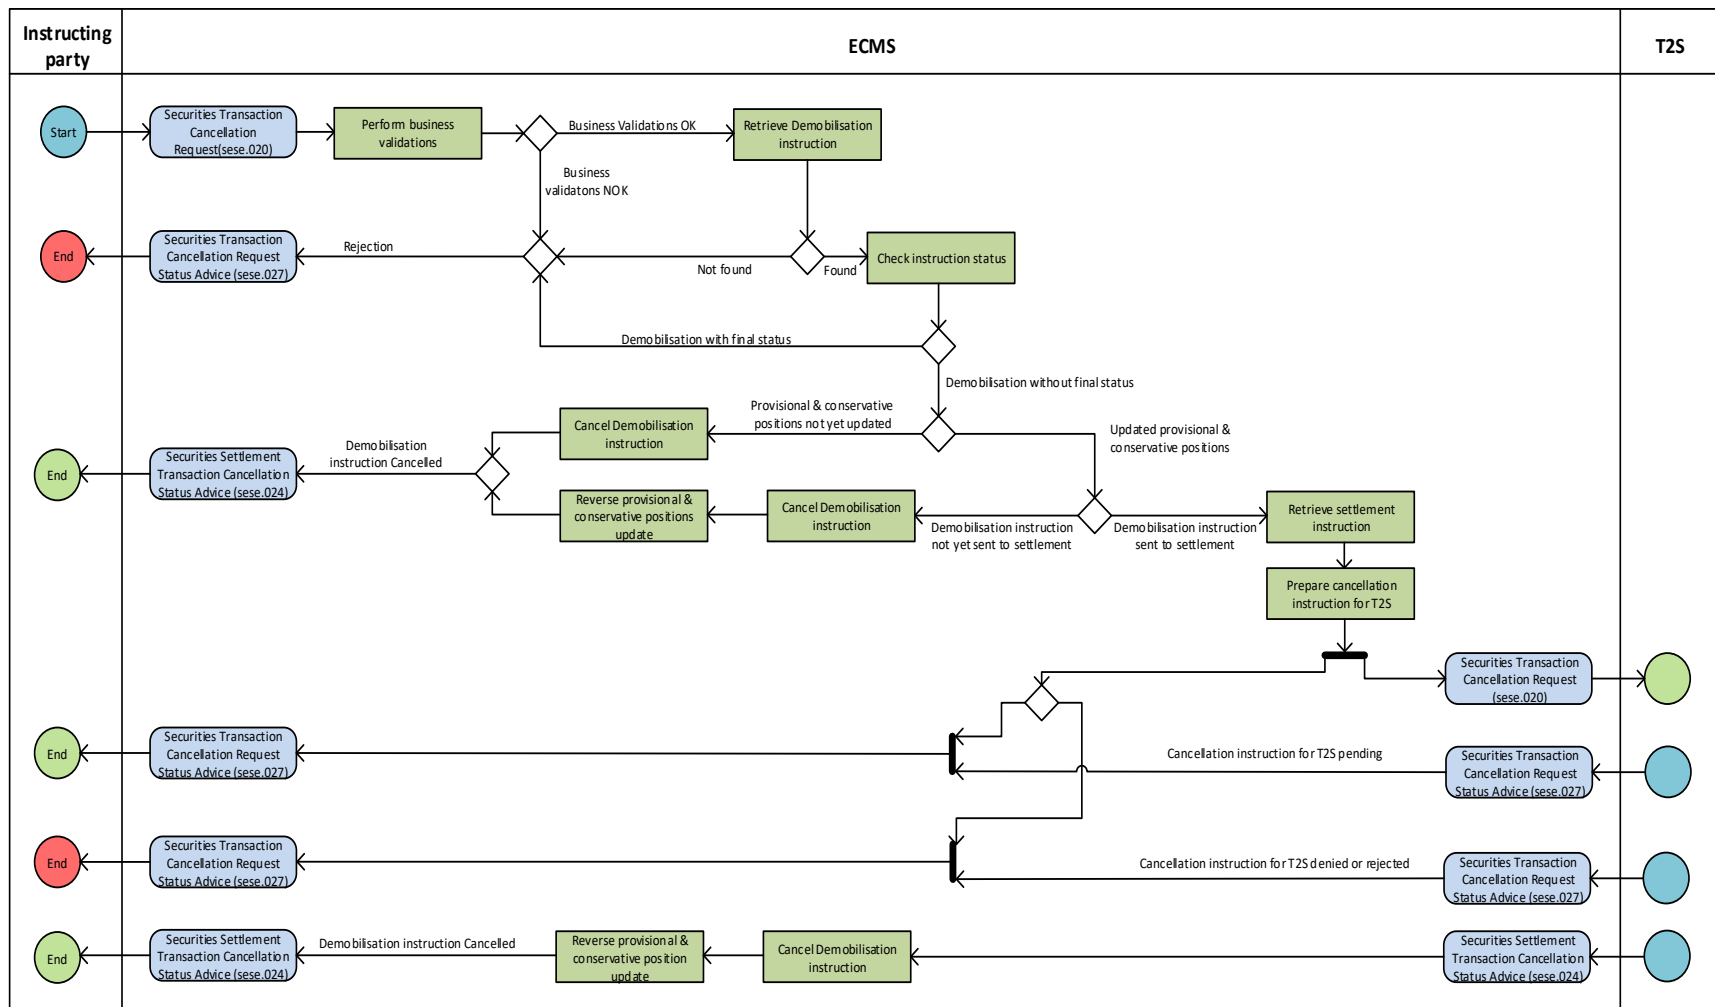 Instructing
party
ECMS
T2S
Start
Securities Transaction
Cancellation
Request(sese.020)
Perform business
validations
Business Validations OK
Retrieve Demobilisation
instruction
Business
validatons NOK
End
Securities Transaction
Cancellation Request
Status Advice (sese.027)
Rejection
Not found
Found
Check instruction status
Demobilisation with final status
Demobilisation without final status
Provisional & conservative
positions not yet updated
Cancel Demobilisation
instruction
Updated provisional &
conservative positions
Demobilisation
instruction Cancelled
End
Securities Settlement
Transaction Cancellation
Status Advice (sese.024)
Reverse provisional &
conservative positions
update
Cancel Demobilisation
instruction
Demobilisation instruction
not yet sent to settlement
Demobilisation instruction
sent to settlement
Retrieve settlement
instruction
Prepare cancellation
instruction for T2S
Securities Transaction
Cancellation Request
(sese.020)
End
Securities Transaction
Cancellation Request
Status Advice (sese.027)
Cancellation instruction for T2S pending
Securities Transaction
Cancellation Request
Status Advice (sese.027)
End
Securities Transaction
Cancellation Request
Status Advice (sese.027)
Cancellation instruction for T2S denied or rejected
Securities Transaction
Cancellation Request
Status Advice (sese.027)
End
Securities Settlement
Transaction Cancellation
Status Advice (sese.024)
Demobilisation instruction Cancelled
Reverse provisional &
conservative position
update
Cancel Demobilisation
instruction
Securities Settlement
Transaction Cancellation
Status Advice (sese.024)